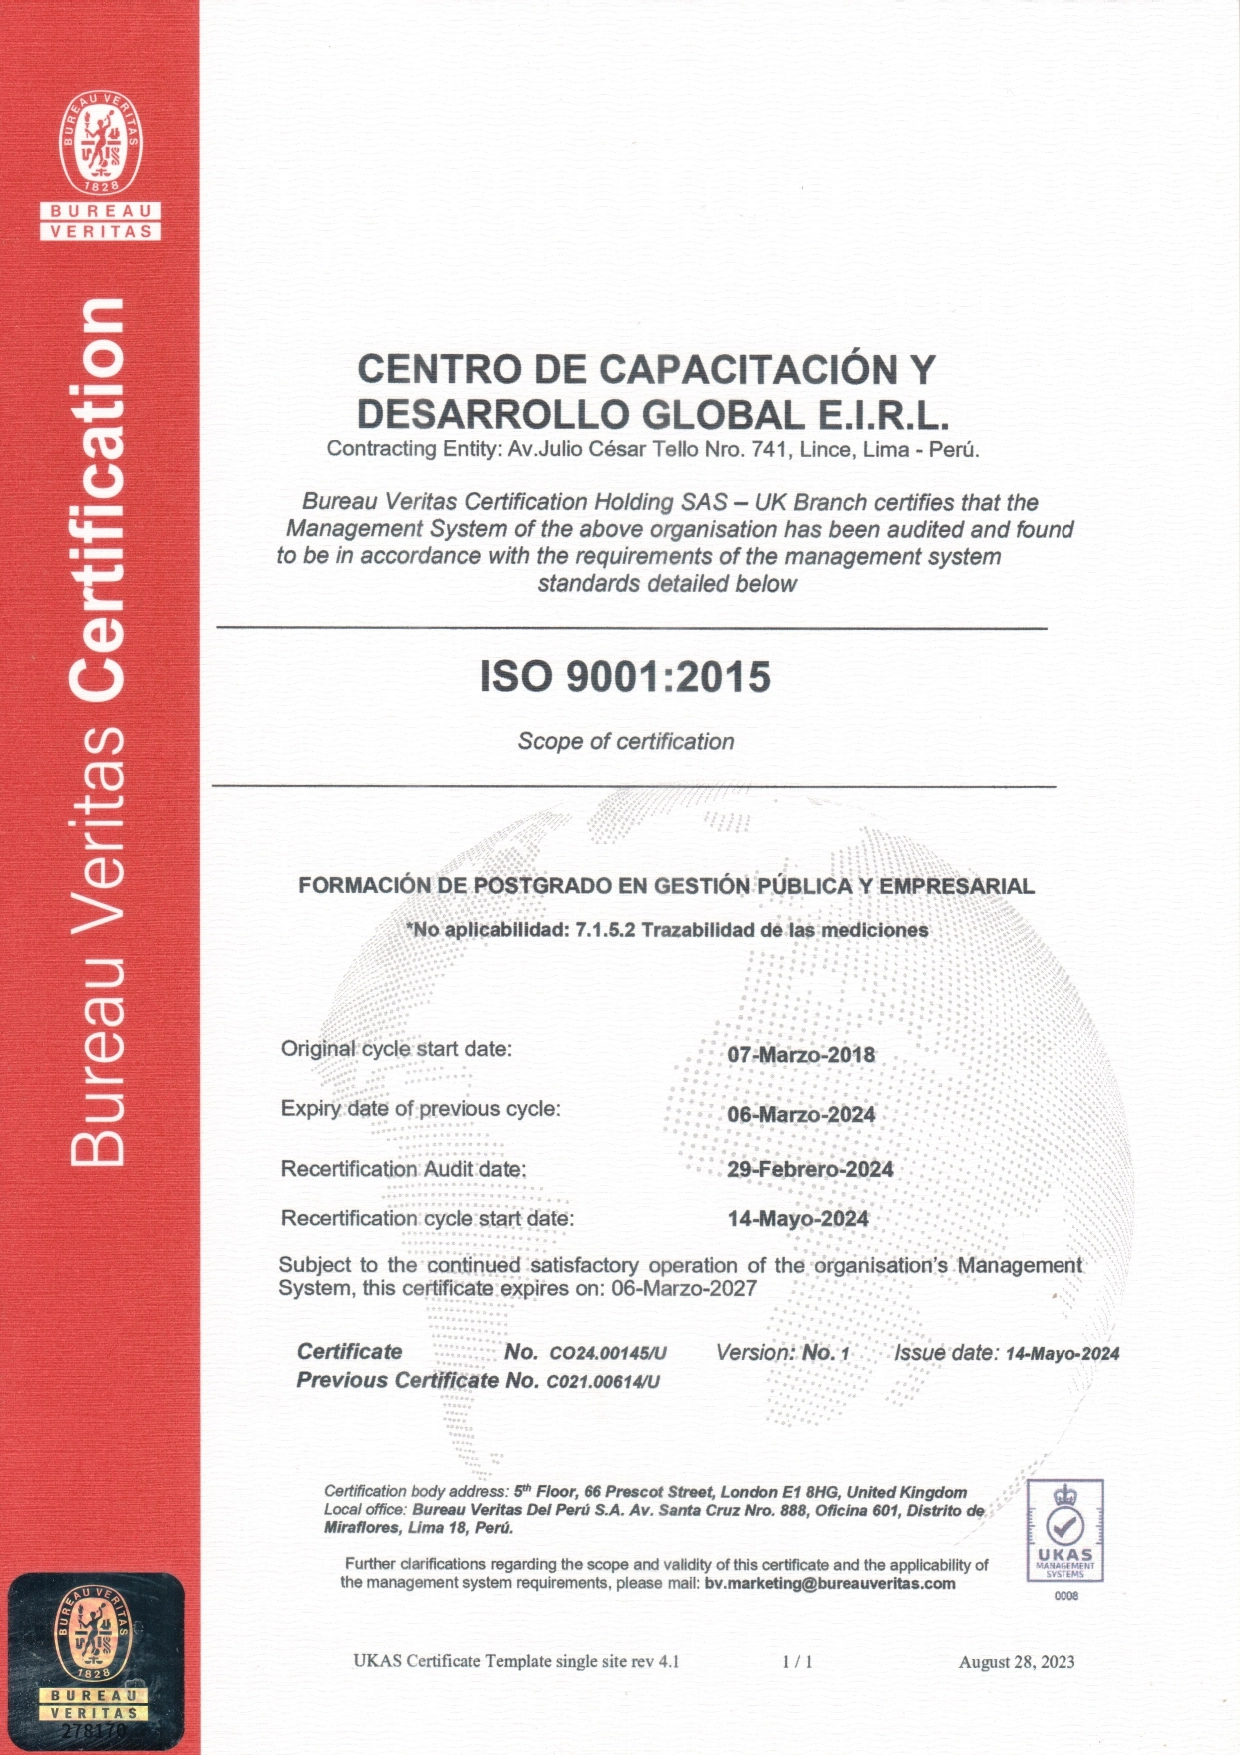 BUREAU VERITAS
1828
BUREAU
VERITAS
Bureau Veritas Certification
CENTRO DE CAPACITACIÓN Y
DESARROLLO GLOBAL E.I.R.L.
Contracting Entity: Av.Julio César Tello Nro. 741, Lince, Lima - Perú.
Bureau Veritas Certification Holding SAS – UK Branch certifies that the
Management System of the above organisation has been audited and found
to be in accordance with the requirements of the management system
standards detailed below
ISO 9001:2015
Scope of certification
FORMACIÓN DE POSTGRADO EN GESTIÓN PÚBLICA Y EMPRESARIAL
*No aplicabilidad: 7.1.5.2 Trazabilidad de las mediciones
Original cycle start date: 07-Marzo-2018
Expiry date of previous cycle: 06-Marzo-2024
Recertification Audit date: 29-Febrero-2024
Recertification cycle start date: 14-Mayo-2024
Subject to the continued satisfactory operation of the organisation's Management
System, this certificate expires on: 06-Marzo-2027
Certificate No. CO24.00145/U Version: No. 1 Issue date: 14-Mayo-2024
Previous Certificate No. C021.00614/U
Certification body address: 5th Floor, 66 Prescot Street, London E1 8HG, United Kingdom
Local office: Bureau Veritas Del Perú S.A. Av. Santa Cruz Nro. 888, Oficina 601, Distrito de
Miraflores, Lima 18, Perú.
Further clarifications regarding the scope and validity of this certificate and the applicability of
the management system requirements, please mail: bv.marketing@bureauveritas.com
UKAS
MANAGEMENT
SYSTEMS
0008
BUREAU VERITAS
1828
BUREAU
VERITAS
278170
UKAS Certificate Template single site rev 4.1 1 / 1 August 28, 2023